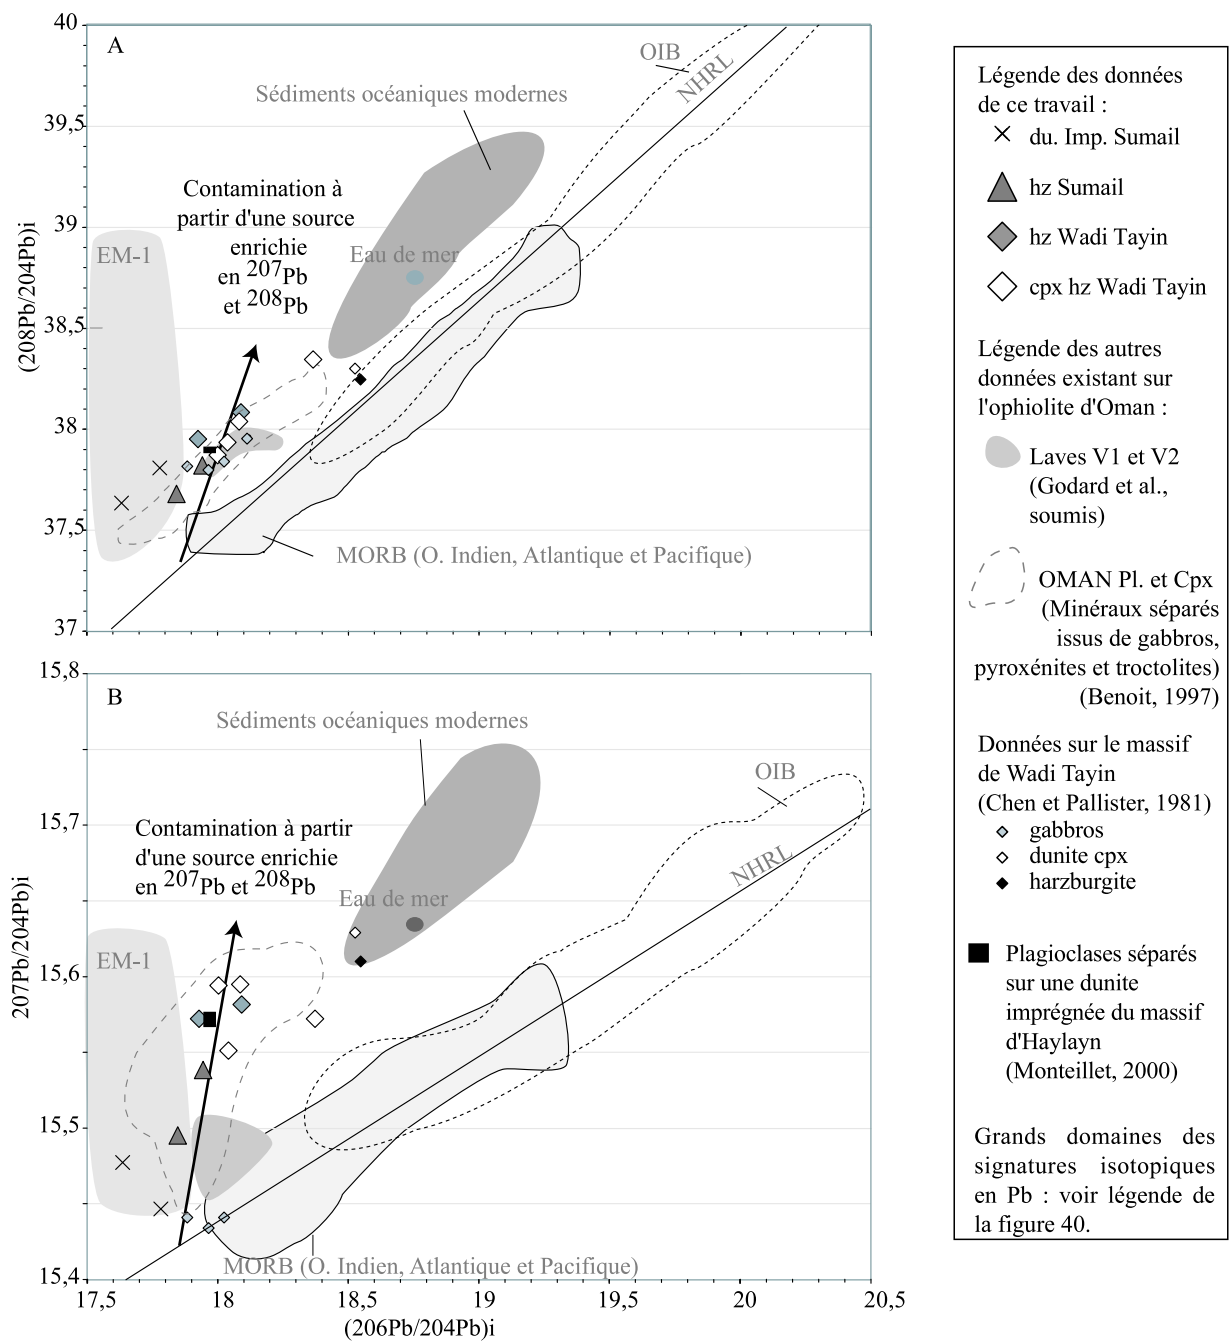 A
40
39,5
39
38,5
38
37,5
37
(208Pb/204Pb)i
OIB
NHRL
Sédiments océaniques modernes
Contamination à
partir d'une source
enrichie
en 207Pb
et 208Pb
EM-1
Eau de mer
MORB (O. Indien, Atlantique et Pacifique)
B
15,8
15,7
15,6
15,5
15,4
207Pb/204Pb)i
Sédiments océaniques modernes
OIB
NHRL
Contamination à partir
d'une source enrichie
en 207Pb et 208Pb
Eau de mer
EM-1
MORB (O. Indien, Atlantique et Pacifique)
17,5 18 18,5 19 19,5 20 20,5
(206Pb/204Pb)i
Légende des données
de ce travail :
du. Imp. Sumail
hz Sumail
hz Wadi Tayin
cpx hz Wadi Tayin
Légende des autres
données existant sur
l'ophiolite d'Oman :
Laves V1 et V2
(Godard et al.,
soumis)
OMAN Pl. et Cpx
(Minéraux séparés
issus de gabbros,
pyroxénites et troctolites)
(Benoit, 1997)
Données sur le massif
de Wadi Tayin
(Chen et Pallister, 1981)
gabbros
dunite cpx
harzburgite
Plagioclases séparés
sur une dunite
imprégnée du massif
d'Haylayn
(Monteillet, 2000)
Grands domaines des
signatures isotopiques
en Pb : voir légende de
la figure 40.